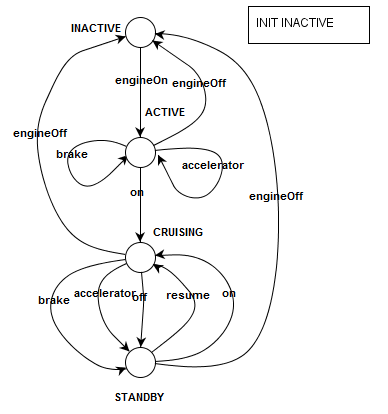 INACTIVE
INIT INACTIVE
engineOn
engineOff
ACTIVE
engineOff
brake
accelerator
on
engineOff
CRUISING
brake
accelerator
off
resume
on
STANDBY